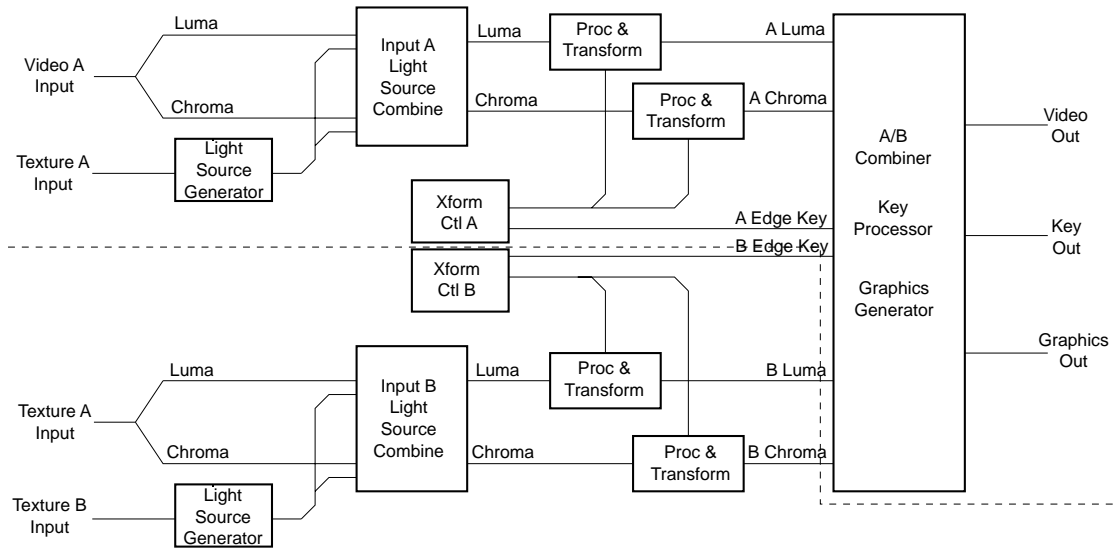 Luma
Video A
Input
Chroma
Texture A
Input
Light
Source
Generator
Input A
Light
Source
Combine
Luma
Chroma
Proc &
Transform
Proc &
Transform
A Luma
A Chroma
Xform
Ctl A
A Edge Key
B Edge Key
Xform
Ctl B
A/B
Combiner
Key
Processor
Graphics
Generator
Video
Out
Key
Out
Graphics
Out
Luma
Texture A
Input
Chroma
Texture B
Input
Light
Source
Generator
Input B
Light
Source
Combine
Luma
Chroma
Proc &
Transform
Proc &
Transform
B Luma
B Chroma